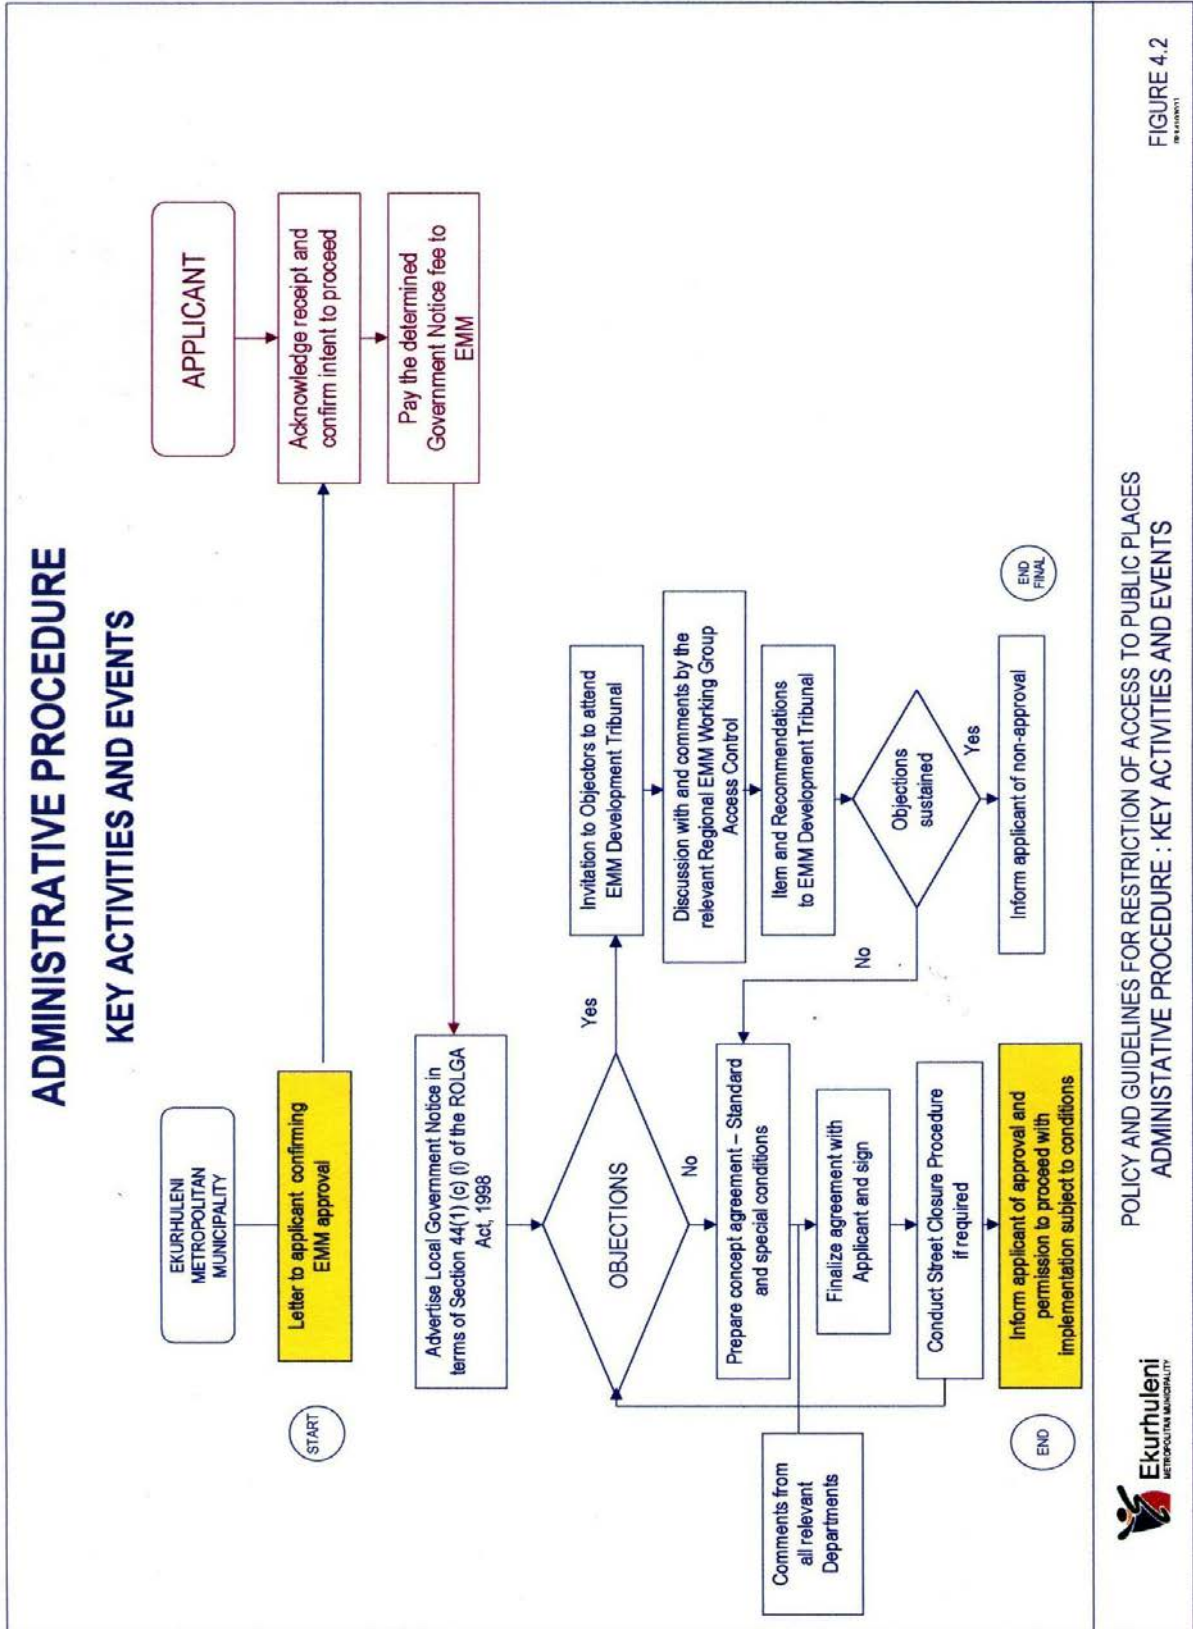 ADMINISTRATIVE PROCEDURE
KEY ACTIVITIES AND EVENTS
EKURHULENI
METROPOLITAN
MUNICIPALITY
APPLICANT
START
Letter to applicant confirming
EMM approval
Acknowledge receipt and
confirm intent to proceed
Pay the determined
Government Notice fee to
EMM
Advertise Local Government Notice in
terms of Section 44(1) (c) (i) of the ROLGA
Act, 1998
OBJECTIONS
Yes
No
Invitation to Objectors to attend
EMM Development Tribunal
Discussion with and comments by the
relevant Regional EMM Working Group
Access Control
Item and Recommendations
to EMM Development Tribunal
Objections
sustained
No
Yes
Inform applicant of non-approval
END
FINAL
Prepare concept agreement – Standard
and special conditions
Comments from
all relevant
Departments
Finalize agreement with
Applicant and sign
Conduct Street Closure Procedure
if required
END
Inform applicant of approval and
permission to proceed with
implementation subject to conditions
Ekurhuleni
METROPOLITAN MUNICIPALITY
POLICY AND GUIDELINES FOR RESTRICTION OF ACCESS TO PUBLIC PLACES
ADMINISTATIVE PROCEDURE : KEY ACTIVITIES AND EVENTS
FIGURE 4.2